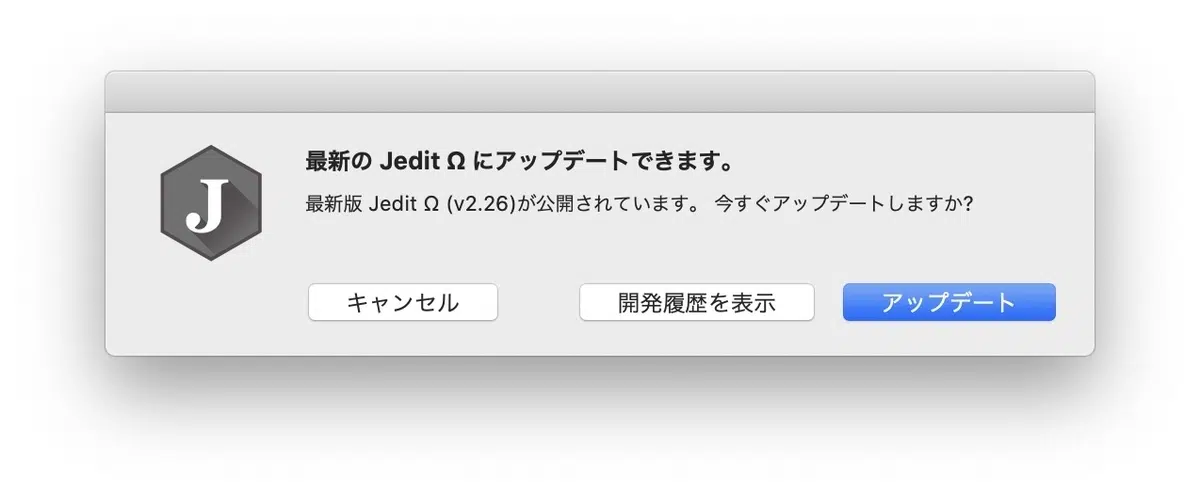 J
最新の Jedit Ω にアップデートできます。
最新版 Jedit Ω (v2.26)が公開されています。 今すぐアップデートしますか?
キャンセル
開発履歴を表示
アップデート